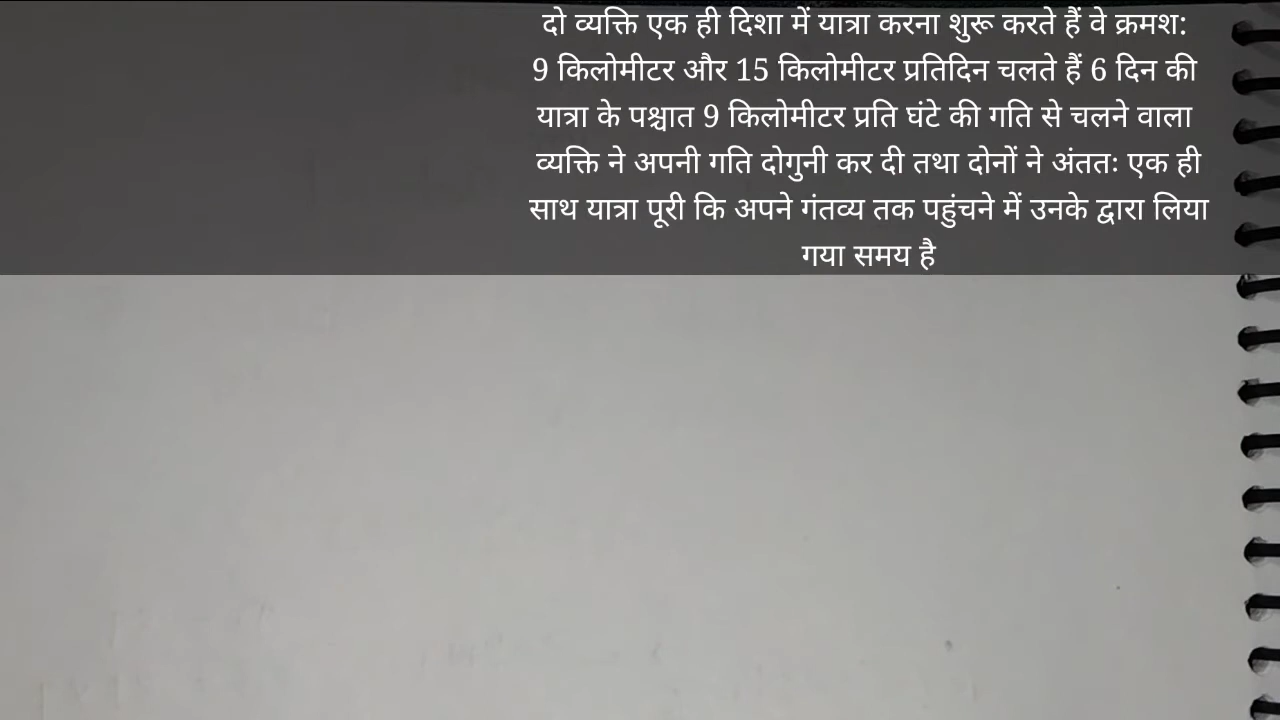 दो व्यक्ति एक ही दिशा में यात्रा करना शुरू करते हैं वे क्रमश:
9 किलोमीटर और 15 किलोमीटर प्रतिदिन चलते हैं 6 दिन की
यात्रा के पश्चात 9 किलोमीटर प्रति घंटे की गति से चलने वाला
व्यक्ति ने अपनी गति दोगुनी कर दी तथा दोनों ने अंततः एक ही
साथ यात्रा पूरी कि अपने गंतव्य तक पहुंचने में उनके द्वारा लिया
गया समय है